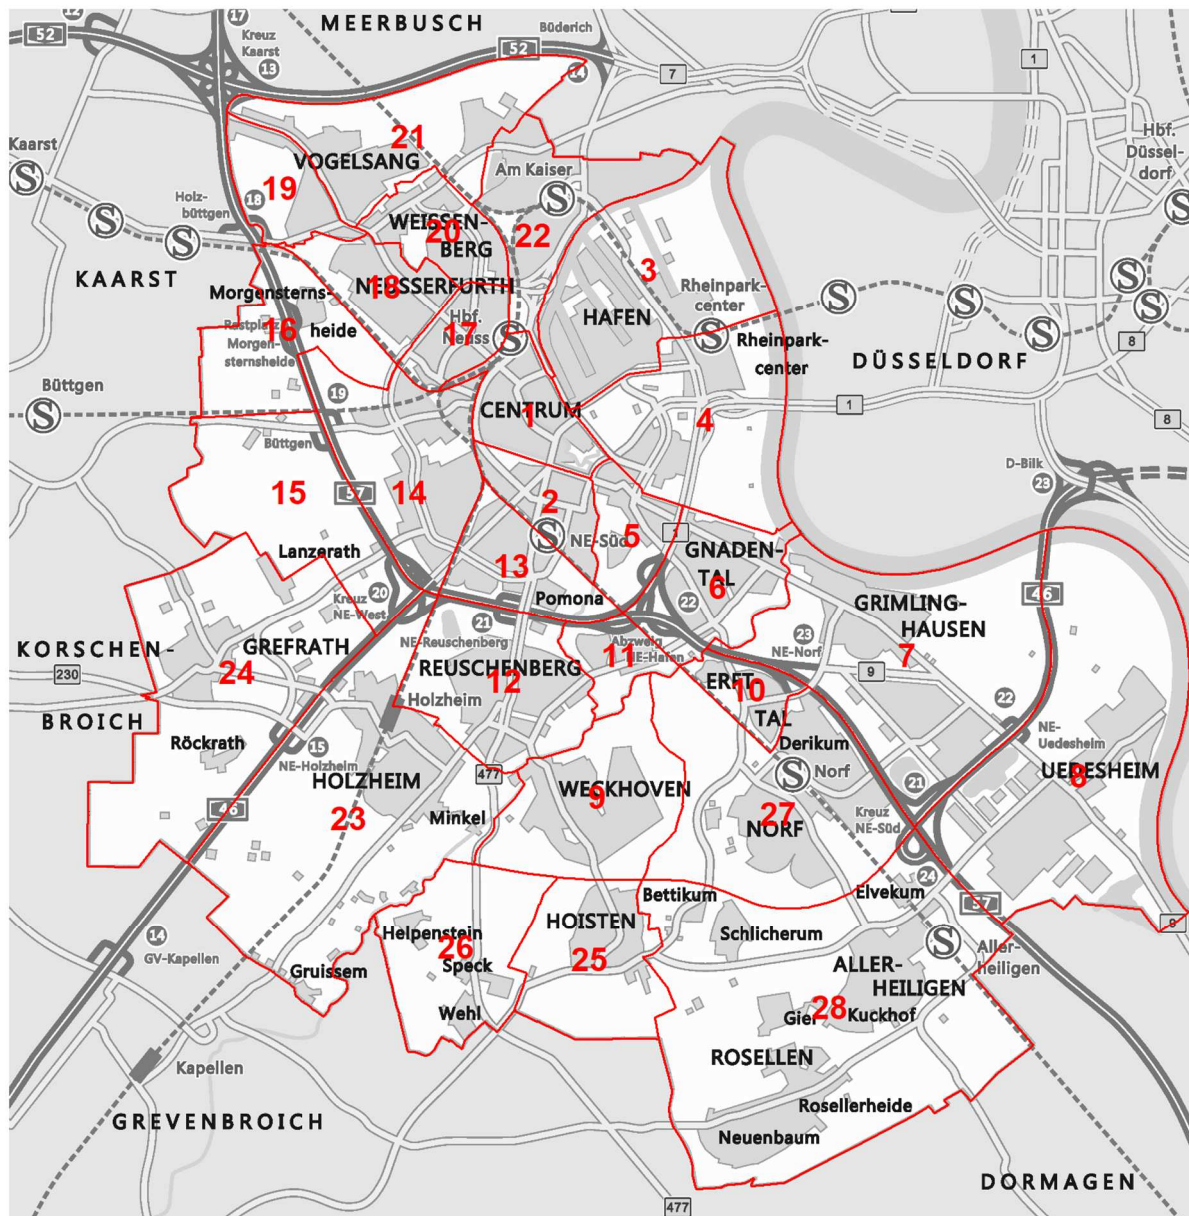 MEERBUSCH
12
17
52
Kreuz
Kaarst
13
Büderich
52
14
7
1
Hbf.
Düssel-
dorf
Kaarst
S
21
VOGELSANG
Am Kaiser
S
19
Holz-
büttgen
18
S
S
S
WEISSEN-
BERG
20
22
KAARST
3
S
Morgensterns-
heide
18
NEUSSERFURTH
Rheinpark-
center
S
S
S
HAFEN
16
Rastplatz
Morgen-
sternsheide
Hbf.
Neuss
17
S
S
Rheinpark-
center
DÜSSELDORF
8
Büttgen
S
19
CENTRUM
1
4
1
8
Büttgen
D-Bilk
23
15
57
14
2
S
NE-Süd
5
1
GNADEN-
TAL
Lanzerath
13
6
20
Kreuz
NE-West
Pomona
22
46
GRIMLING-
HAUSEN
KORSCHEN-
BROICH
230
GREFRATH
24
21
NE-Reuschenberg
REUSCHENBERG
12
Holzheim
Abzweig
NE-Hafen
11
23
NE-Norf
7
9
ERFT-
TAL
10
22
NE-
Uedesheim
Röckrath
15
NE-Holzheim
Derikum
HOLZHEIM
477
S
Norf
UEDESHEIM
8
46
23
Minkel
WECKHOVEN
9
27
NORF
21
Kreuz
NE-Süd
24
Bettikum
Elvekum
57
9
14
GV-Kapellen
Helpenstein
26
Speck
HOISTEN
25
Schlicherum
S
Aller-
heiligen
Gruissem
ALLER-
HEILIGEN
Wehl
Gier
28
Kuckhof
Kapellen
ROSELLEN
GREVENBROICH
Rosellerheide
Neuenbaum
DORMAGEN
477